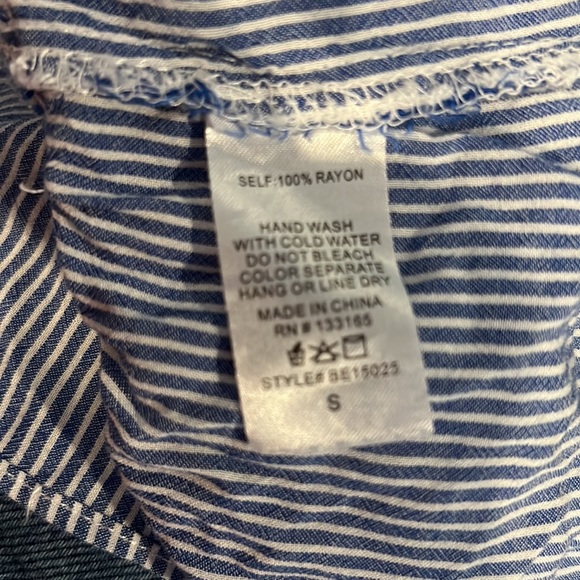 SELF:100% RAYON
HAND WASH
WITH COLD WATER
DO NOT BLEACH
COLOR SEPARATE
HANG OR LINE DRY
MADE IN CHINA
RN # 133165
STYLE# BE15025
S